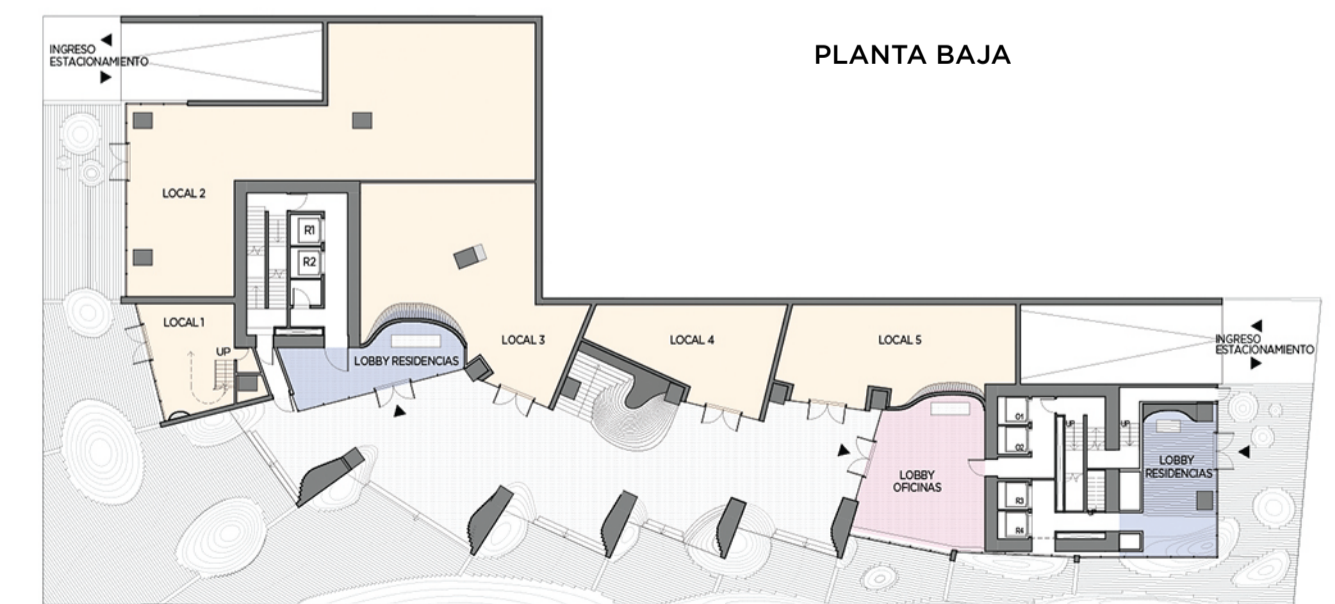 PLANTA BAJA
INGRESO
ESTACIONAMIENTO
LOCAL 2
R1
R2
LOCAL 1
UP
LOBBY RESIDENCIAS
LOCAL 3
LOCAL 4
LOCAL 5
INGRESO
ESTACIONAMIENTO
O1
O2
UP
UP
LOBBY
OFICINAS
LOBBY
RESIDENCIAS
R3
R4
UP